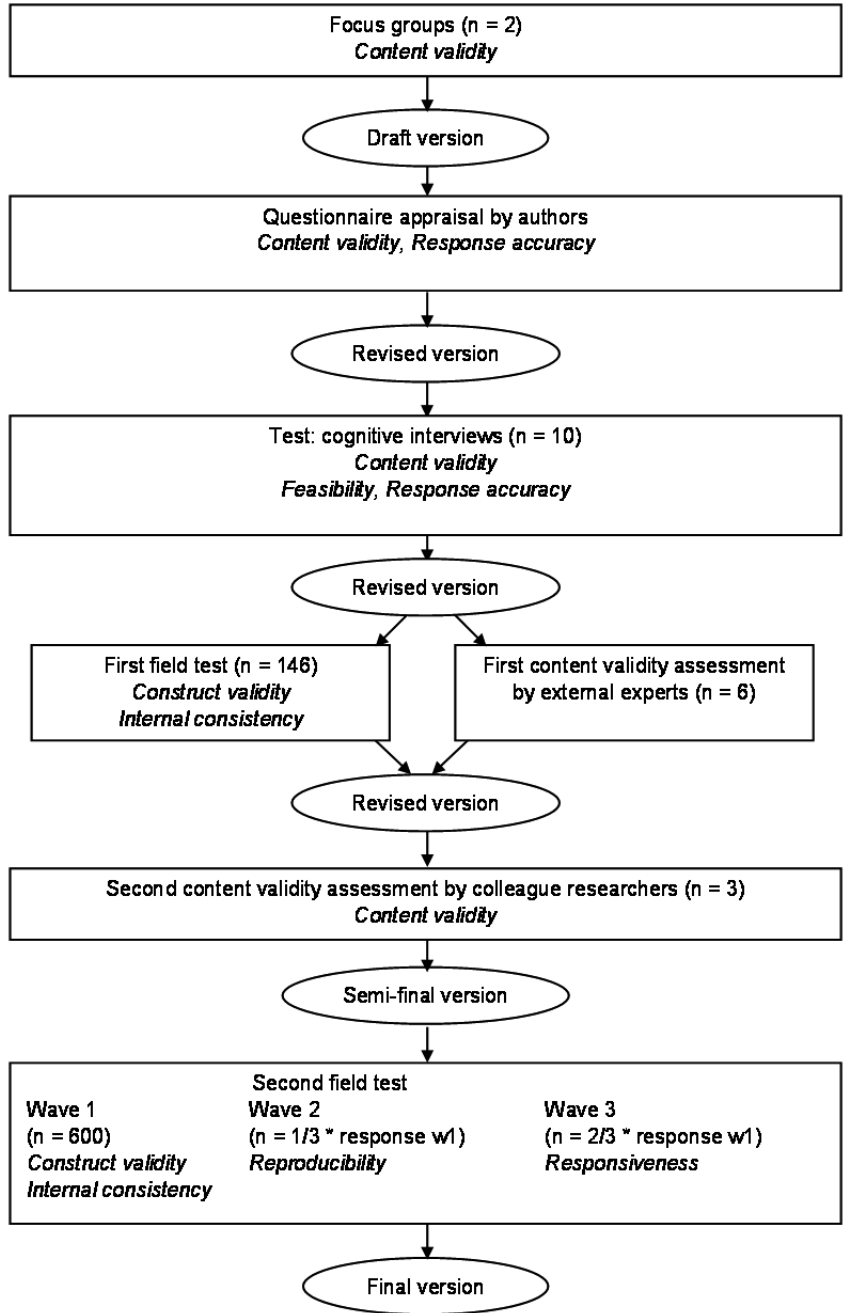 Focus groups (n = 2)
Content validity
Draft version
Questionnaire appraisal by authors
Content validity, Response accuracy
Revised version
Test: cognitive interviews (n = 10)
Content validity
Feasibility, Response accuracy
Revised version
First field test (n = 146)
Construct validity
Internal consistency
First content validity assessment
by external experts (n = 6)
Revised version
Second content validity assessment by colleague researchers (n = 3)
Content validity
Semi-final version
Second field test
Wave 1
(n = 600)
Construct validity
Internal consistency
Wave 2
(n = 1/3 * response w1)
Reproducibility
Wave 3
(n = 2/3 * response w1)
Responsiveness
Final version